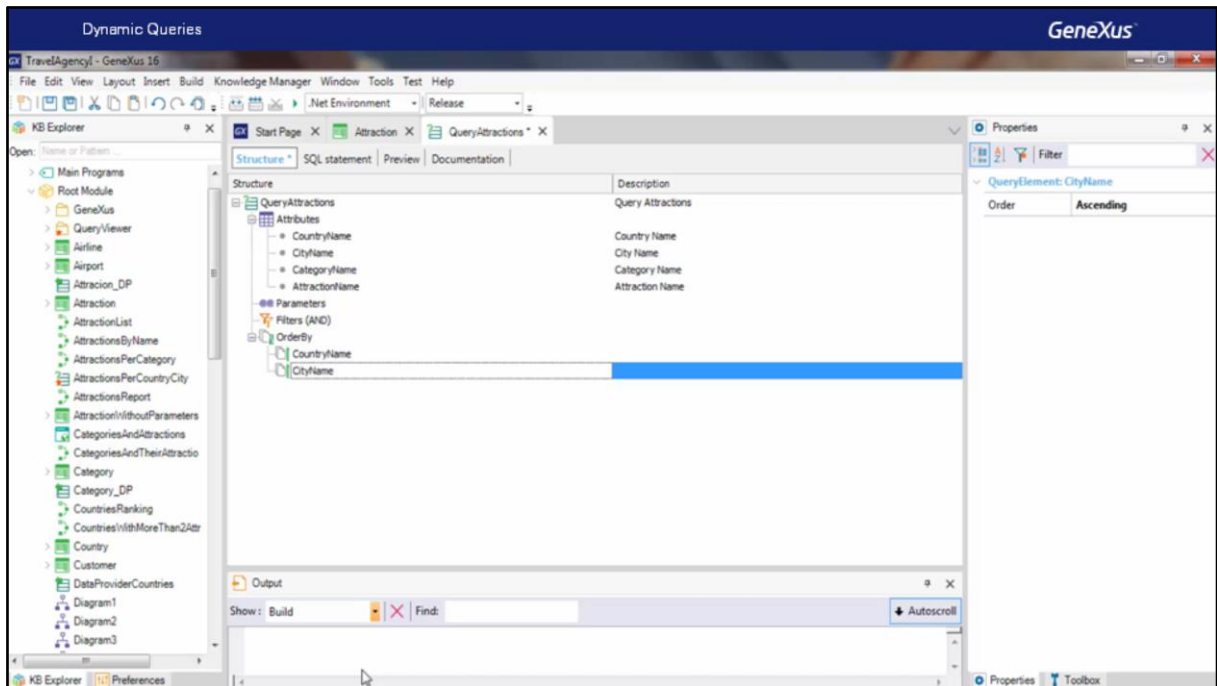 Dynamic Queries
GeneXus
GX TravelAgencyI - GeneXus 16
File Edit View Layout Insert Build Knowledge Manager Window Tools Test Help
.Net Environment Release
KB Explorer
Start Page Attraction QueryAttractions *
Properties
Open: Name or Pattern ...
Structure * SQL statement Preview Documentation
Filter
Main Programs
Root Module
GeneXus
QueryViewer
Airline
Airport
Attracion_DP
Attraction
AttractionList
AttractionsByName
AttractionsPerCategory
AttractionsPerCountryCity
AttractionsReport
AttractionWithoutParameters
CategoriesAndAttractions
CategoriesAndTheirAttractio
Category
Category_DP
CountriesRanking
CountriesWithMoreThan2Attr
Country
Customer
DataProviderCountries
Diagram1
Diagram2
Diagram3
KB Explorer Preferences
Structure Description
QueryAttractions Query Attractions
Attributes
CountryName Country Name
CityName City Name
CategoryName Category Name
AttractionName Attraction Name
Parameters
Filters (AND)
OrderBy
CountryName
CityName
QueryElement: CityName
Order Ascending
Output
Show: Build Find: Autoscroll
Properties Toolbox